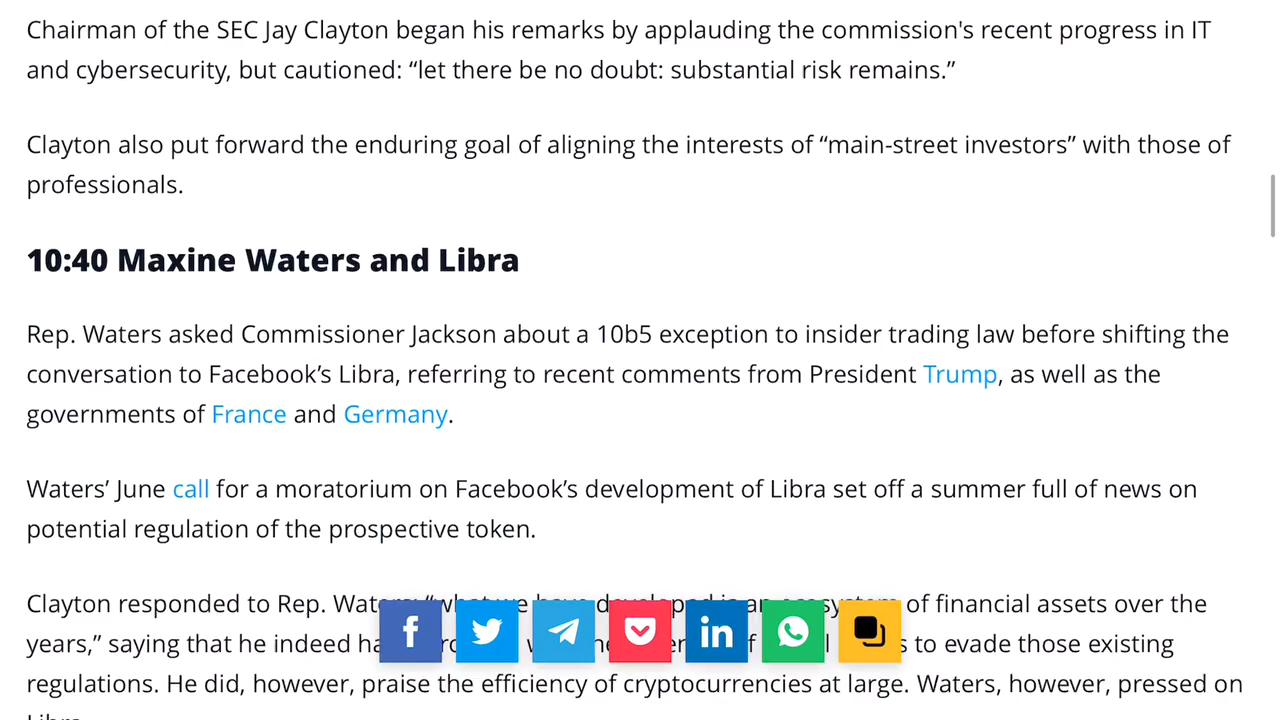 Chairman of the SEC Jay Clayton began his remarks by applauding the commission's recent progress in IT
and cybersecurity, but cautioned: “let there be no doubt: substantial risk remains.”
Clayton also put forward the enduring goal of aligning the interests of “main-street investors” with those of
professionals.
10:40 Maxine Waters and Libra
Rep. Waters asked Commissioner Jackson about a 10b5 exception to insider trading law before shifting the
conversation to Facebook’s Libra, referring to recent comments from President Trump, as well as the
governments of France and Germany.
Waters’ June call for a moratorium on Facebook’s development of Libra set off a summer full of news on
potential regulation of the prospective token.
Clayton responded to Rep. “what we have developed is an ecosystem of financial assets over the
years,” saying that he indeed to evade those existing
regulations. He did, however, praise the efficiency of cryptocurrencies at large. Waters, however, pressed on